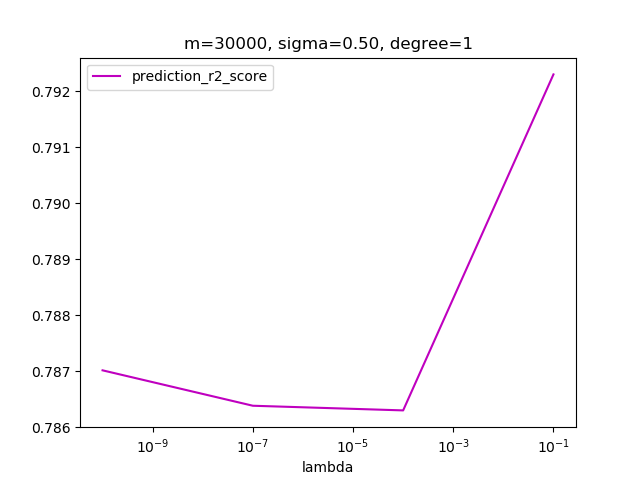 m=30000, sigma=0.50, degree=1
prediction_r2_score
0.792
0.791
0.790
0.789
0.788
0.787
0.786
10⁻⁹ 10⁻⁷ 10⁻⁵ 10⁻³ 10⁻¹
lambda